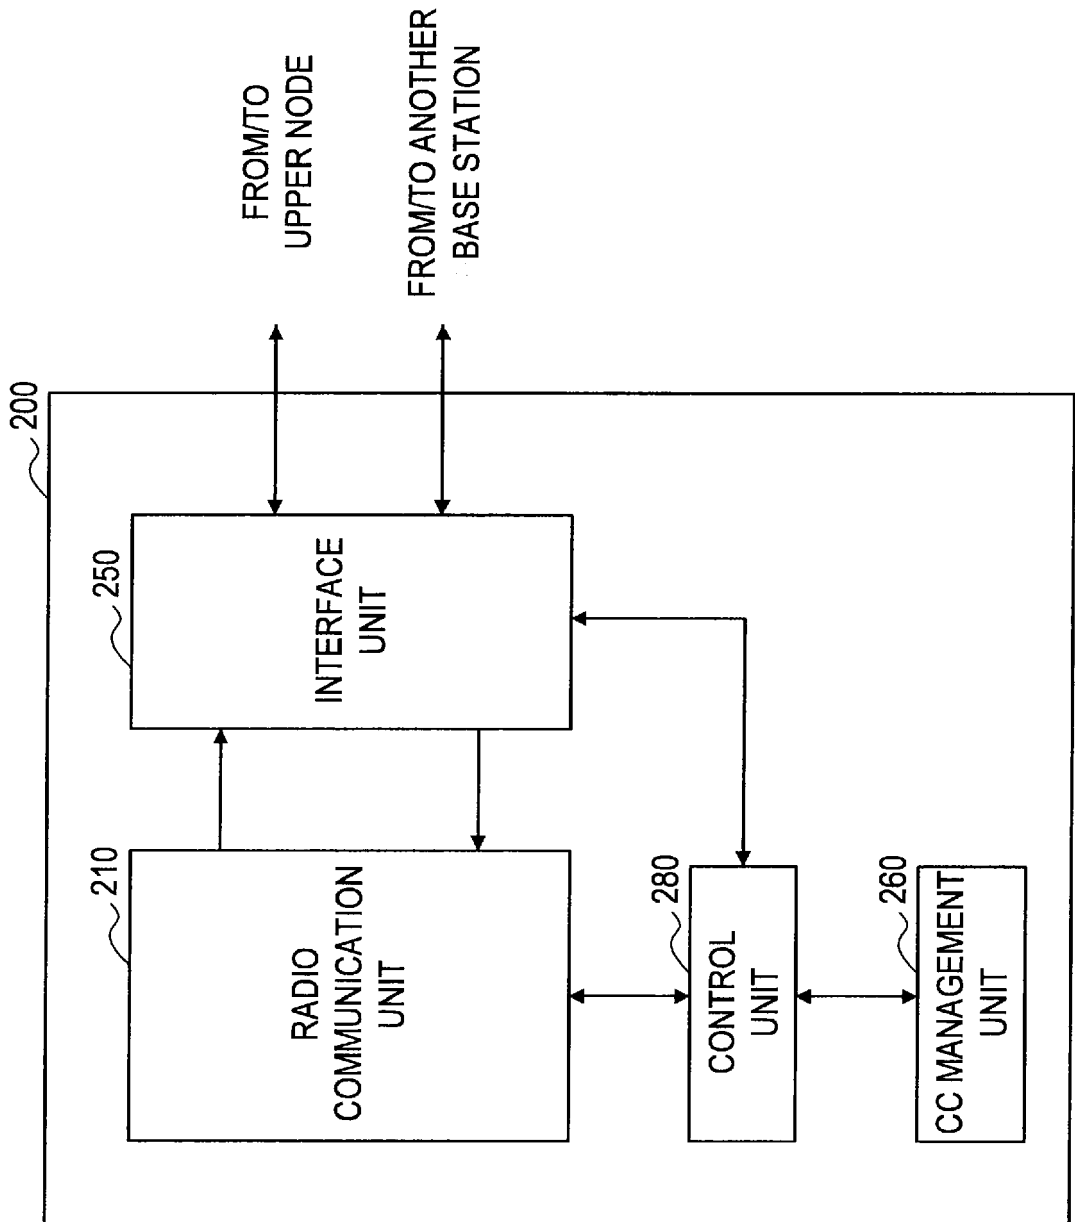 200
210
RADIO
COMMUNICATION
UNIT
250
INTERFACE
UNIT
FROM/TO
UPPER NODE
FROM/TO ANOTHER
BASE STATION
280
CONTROL
UNIT
260
CC MANAGEMENT
UNIT